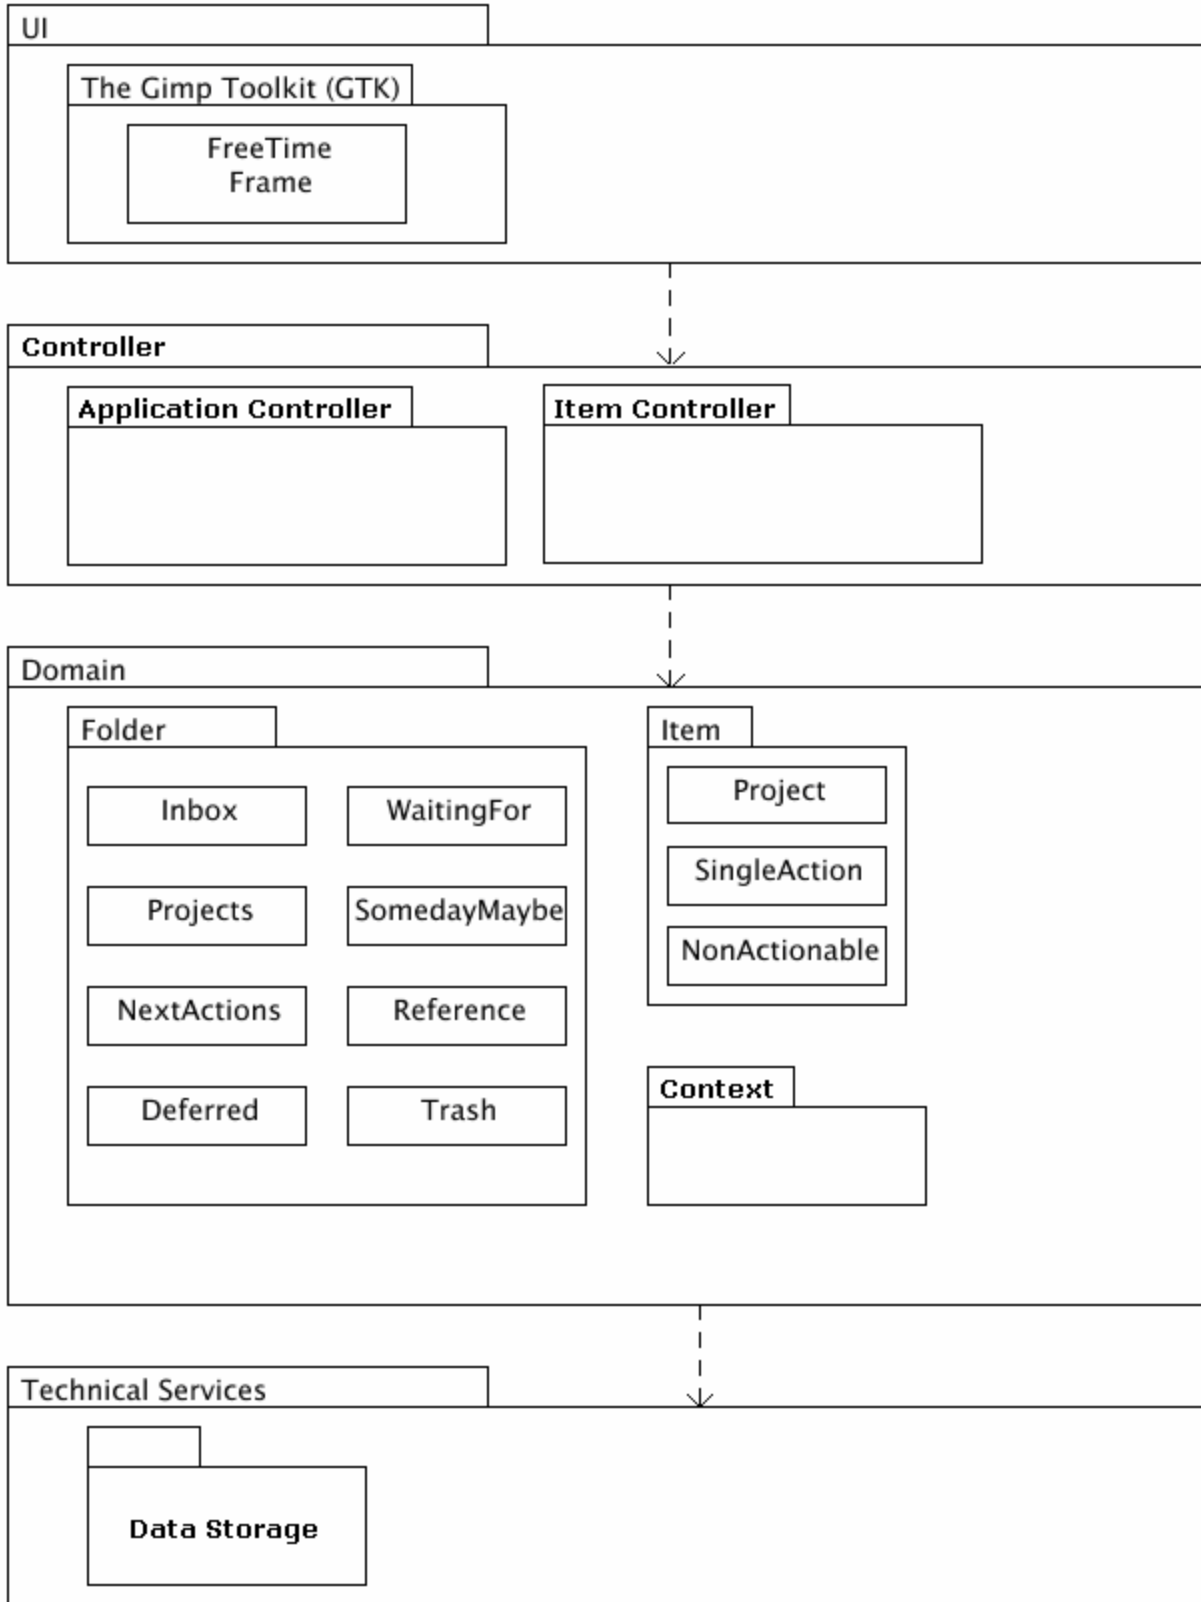 UI
The Gimp Toolkit (GTK)
FreeTime
Frame
Controller
Application Controller
Item Controller
Domain
Folder
Inbox
WaitingFor
Projects
SomedayMaybe
NextActions
Reference
Deferred
Trash
Item
Project
SingleAction
NonActionable
Context
Technical Services
Data Storage